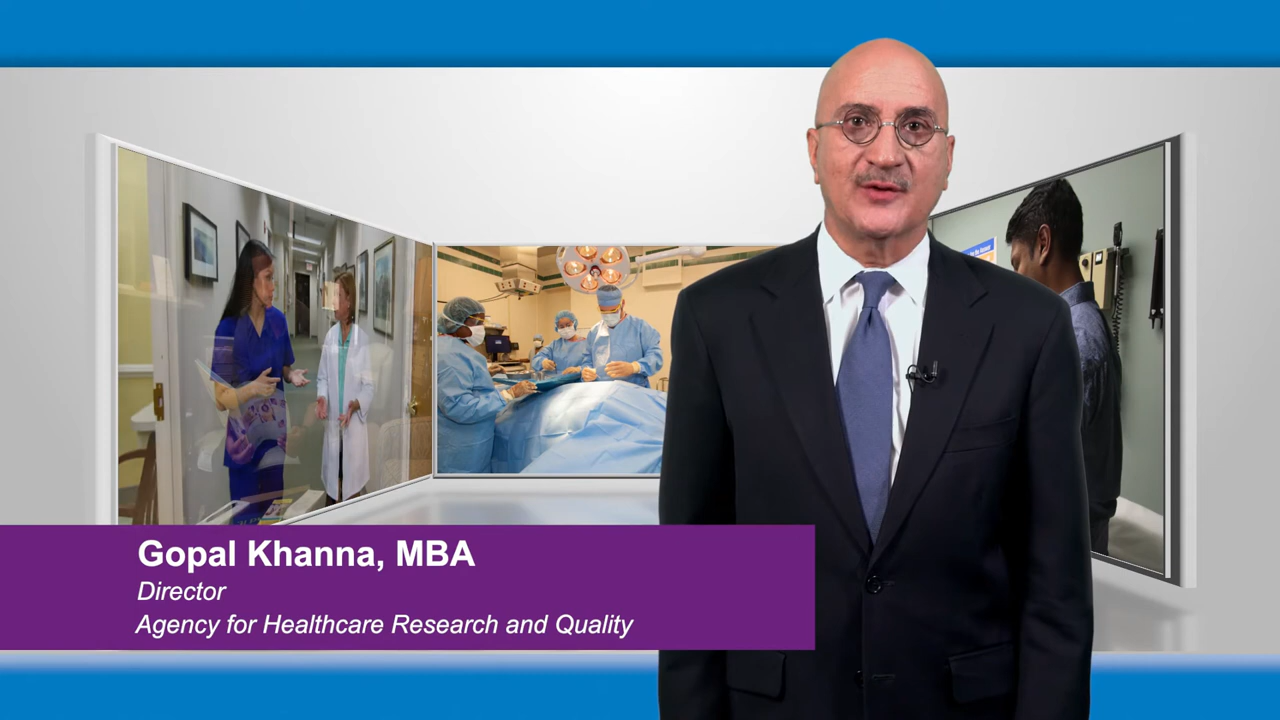 Gopal Khanna, MBA
Director
Agency for Healthcare Research and Quality